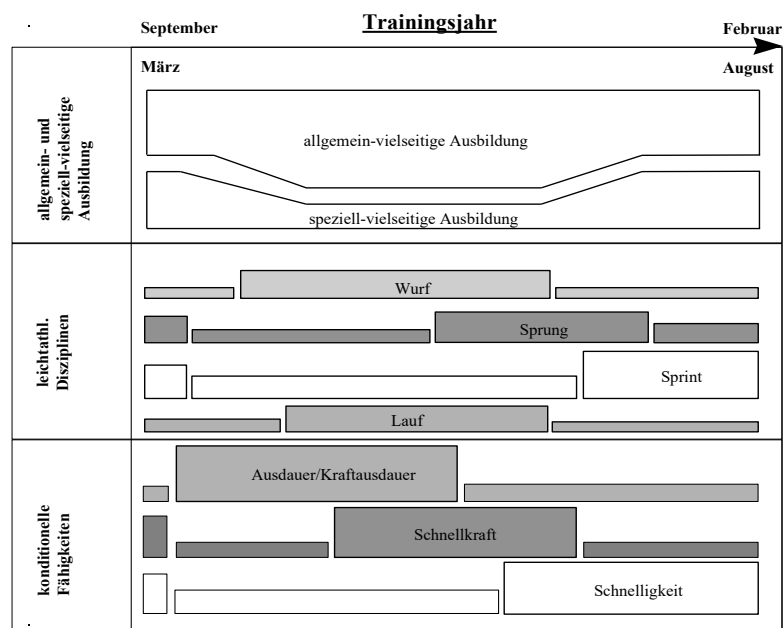 Trainingsjahr
September
Februar
März
August
allgemein- und
speziell-vielseitige
Ausbildung
allgemein-vielseitige Ausbildung
speziell-vielseitige Ausbildung
leichtathl.
Disziplinen
Wurf
Sprung
Sprint
Lauf
konditionelle
Fähigkeiten
Ausdauer/Kraftausdauer
Schnellkraft
Schnelligkeit